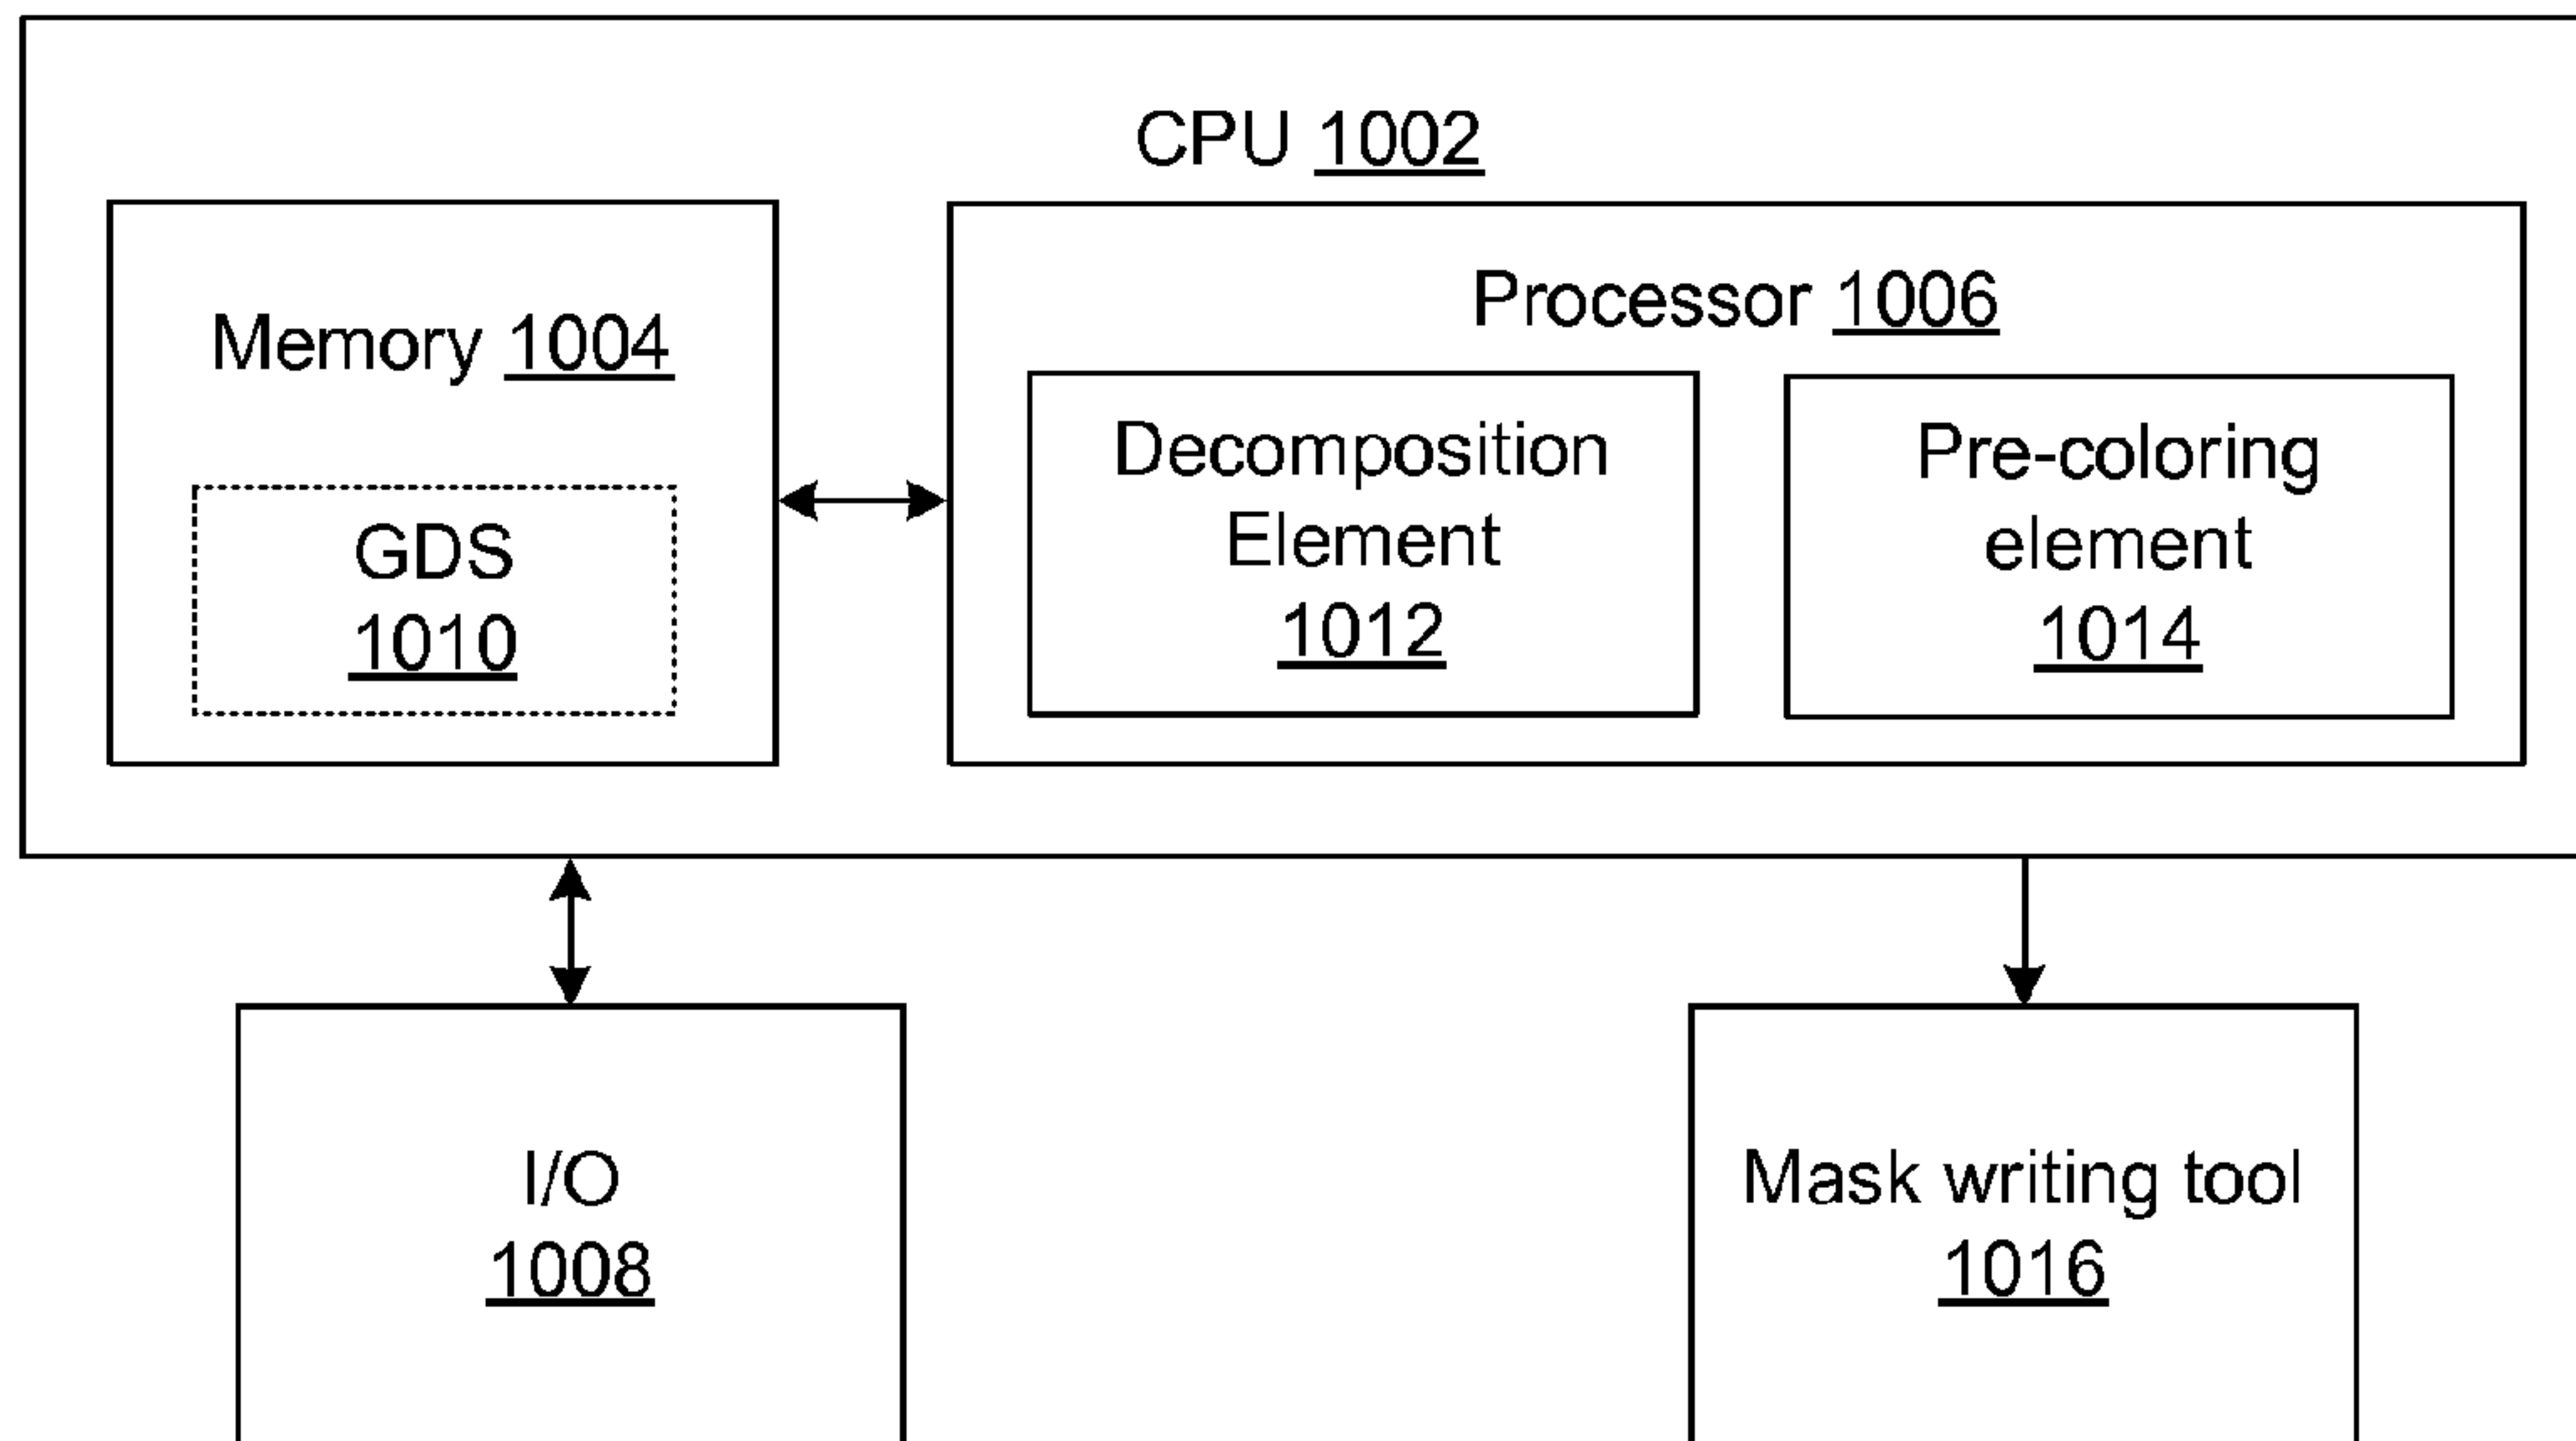 CPU 1002
Memory 1004
GDS
1010
Processor 1006
Decomposition
Element
1012
Pre-coloring
element
1014
I/O
1008
Mask writing tool
1016